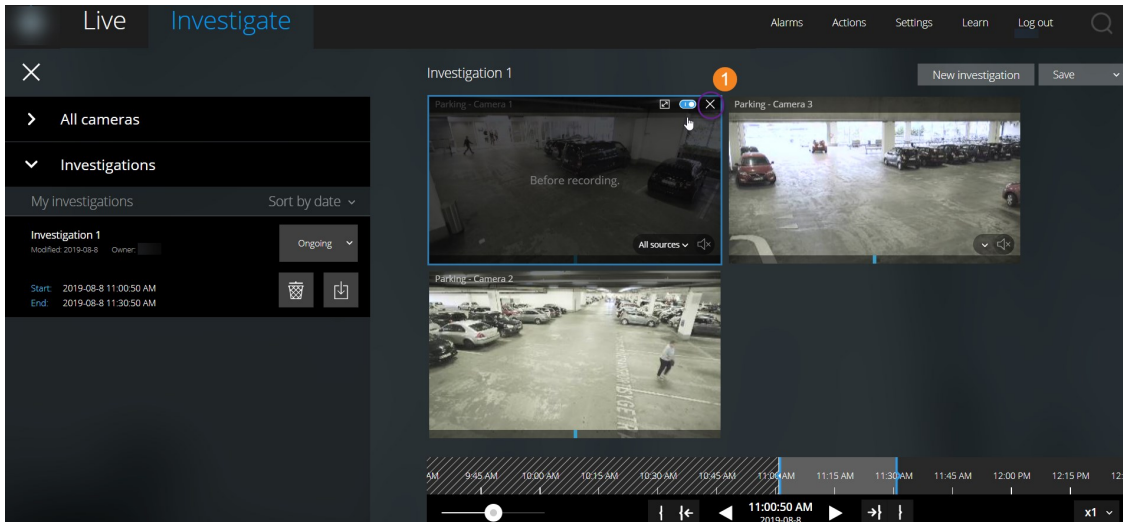 Live
Investigate
Alarms
Actions
Settings
Learn
Log out
Investigation 1
1
New investigation
Save
All cameras
Investigations
My investigations
Sort by date
Investigation 1
Modified: 2019-08-8 Owner:
Ongoing
Start: 2019-08-8 11:00:50 AM
End: 2019-08-8 11:30:50 AM
Parking - Camera 1
Before recording.
All sources
Parking - Camera 3
Parking - Camera 2
AM 9:45 AM 10:00 AM 10:15 AM 10:30 AM 10:45 AM 11:00 AM 11:15 AM 11:30 AM 11:45 AM 12:00 PM 12:15 PM 12:
11:00:50 AM
2019-08-8
x1